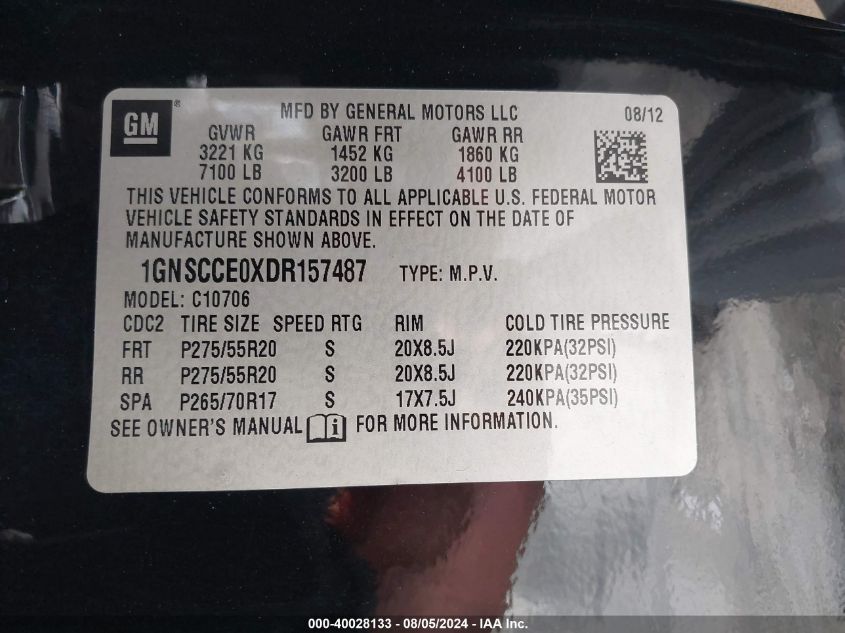 GM ® MFD BY GENERAL MOTORS LLC 08/12
GVWR GAWR FRT GAWR RR
3221 KG 1452 KG 1860 KG
7100 LB 3200 LB 4100 LB
THIS VEHICLE CONFORMS TO ALL APPLICABLE U.S. FEDERAL MOTOR
VEHICLE SAFETY STANDARDS IN EFFECT ON THE DATE OF
MANUFACTURE SHOWN ABOVE.
1GNSCCE0XDR157487 TYPE: M.P.V.
MODEL: C10706
CDC2 TIRE SIZE SPEED RTG RIM COLD TIRE PRESSURE
FRT P275/55R20 S 20X8.5J 220KPA(32PSI)
RR P275/55R20 S 20X8.5J 220KPA(32PSI)
SPA P265/70R17 S 17X7.5J 240KPA(35PSI)
SEE OWNER'S MANUAL FOR MORE INFORMATION.
000-40028133 - 08/05/2024 - IAA Inc.